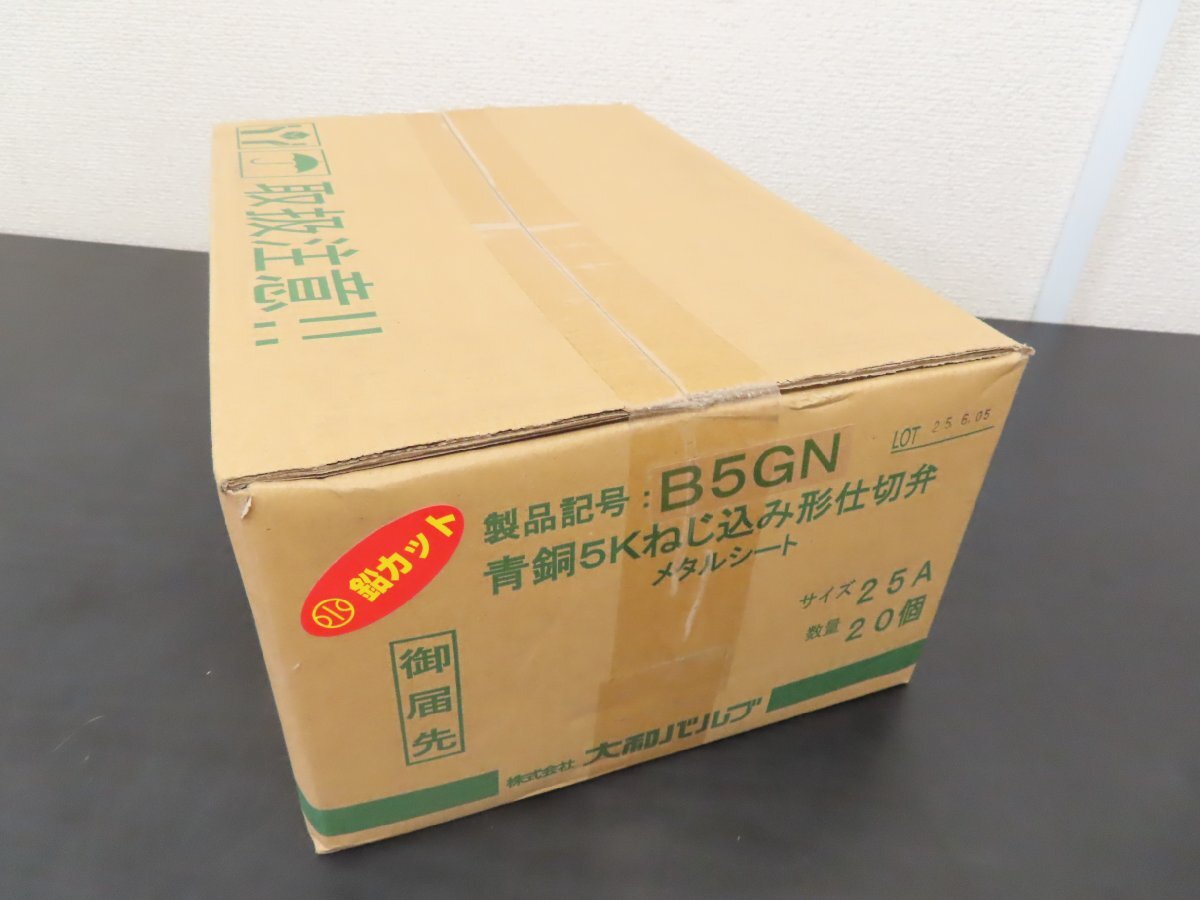 取扱注意!!
LOT 25.6.05
製品記号:B5GN
青銅5Kねじ込み形仕切弁
メタルシート
鉛カット
サイズ 25A
数量 20個
御届先
株式会社 大和バルブ